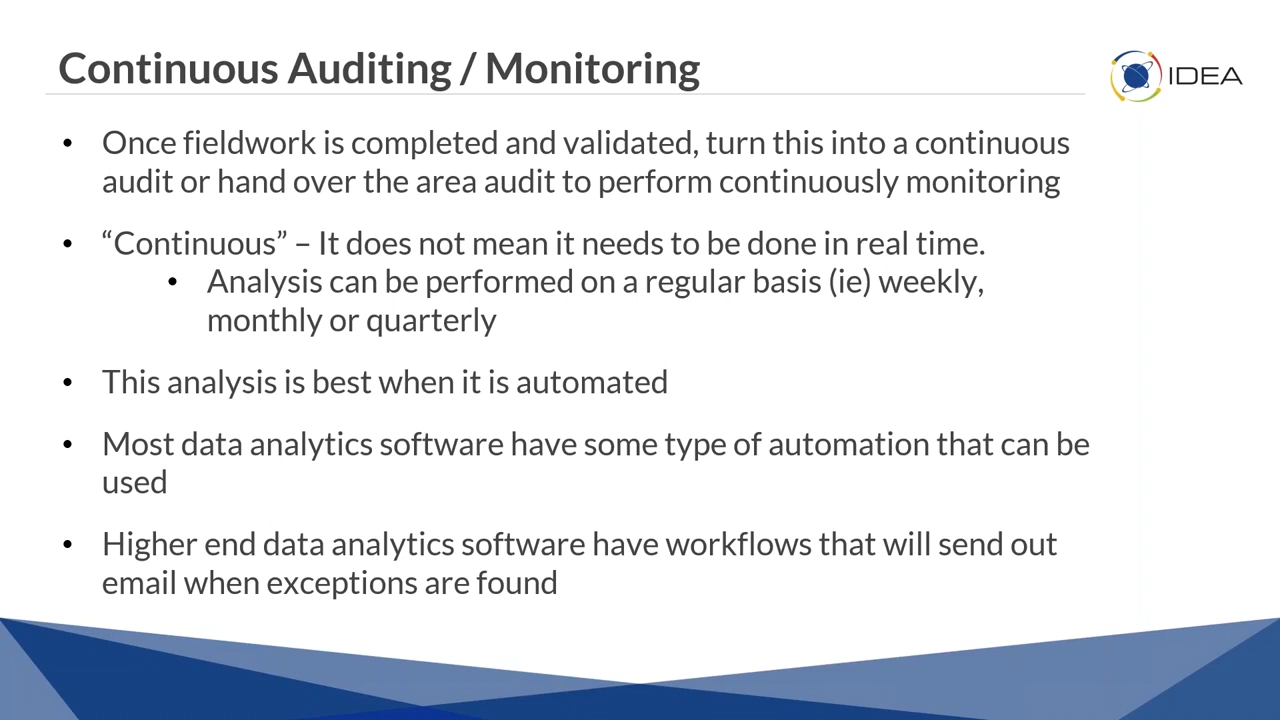 Continuous Auditing / Monitoring
IDEA
• Once fieldwork is completed and validated, turn this into a continuous
audit or hand over the area audit to perform continuously monitoring
• “Continuous” – It does not mean it needs to be done in real time.
• Analysis can be performed on a regular basis (ie) weekly,
monthly or quarterly
• This analysis is best when it is automated
• Most data analytics software have some type of automation that can be
used
• Higher end data analytics software have workflows that will send out
email when exceptions are found